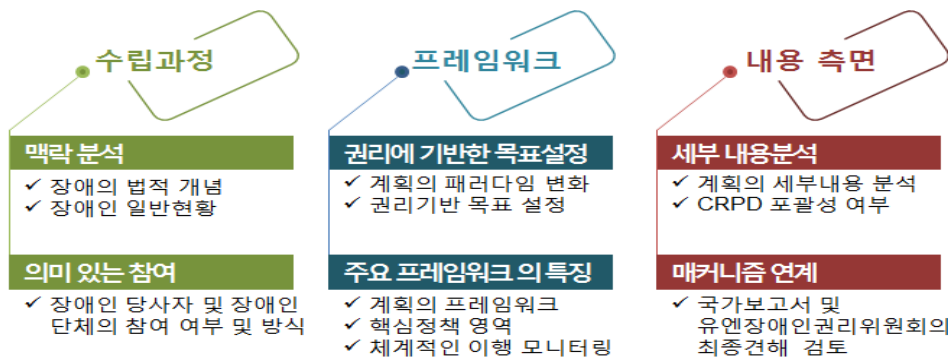 수립과정
맥락 분석
✓ 장애의 법적 개념
✓ 장애인 일반현황
의미 있는 참여
✓ 장애인 당사자 및 장애인
단체의 참여 여부 및 방식
프레임워크
권리에 기반한 목표설정
✓ 계획의 패러다임 변화
✓ 권리기반 목표 설정
주요 프레임워크 의 특징
✓ 계획의 프레임워크
✓ 핵심정책 영역
✓ 체계적인 이행 모니터링
내용 측면
세부 내용분석
✓ 계획의 세부내용 분석
✓ CRPD 포괄성 여부
매커니즘 연계
✓ 국가보고서 및
유엔장애인권리위원회의
최종견해 검토